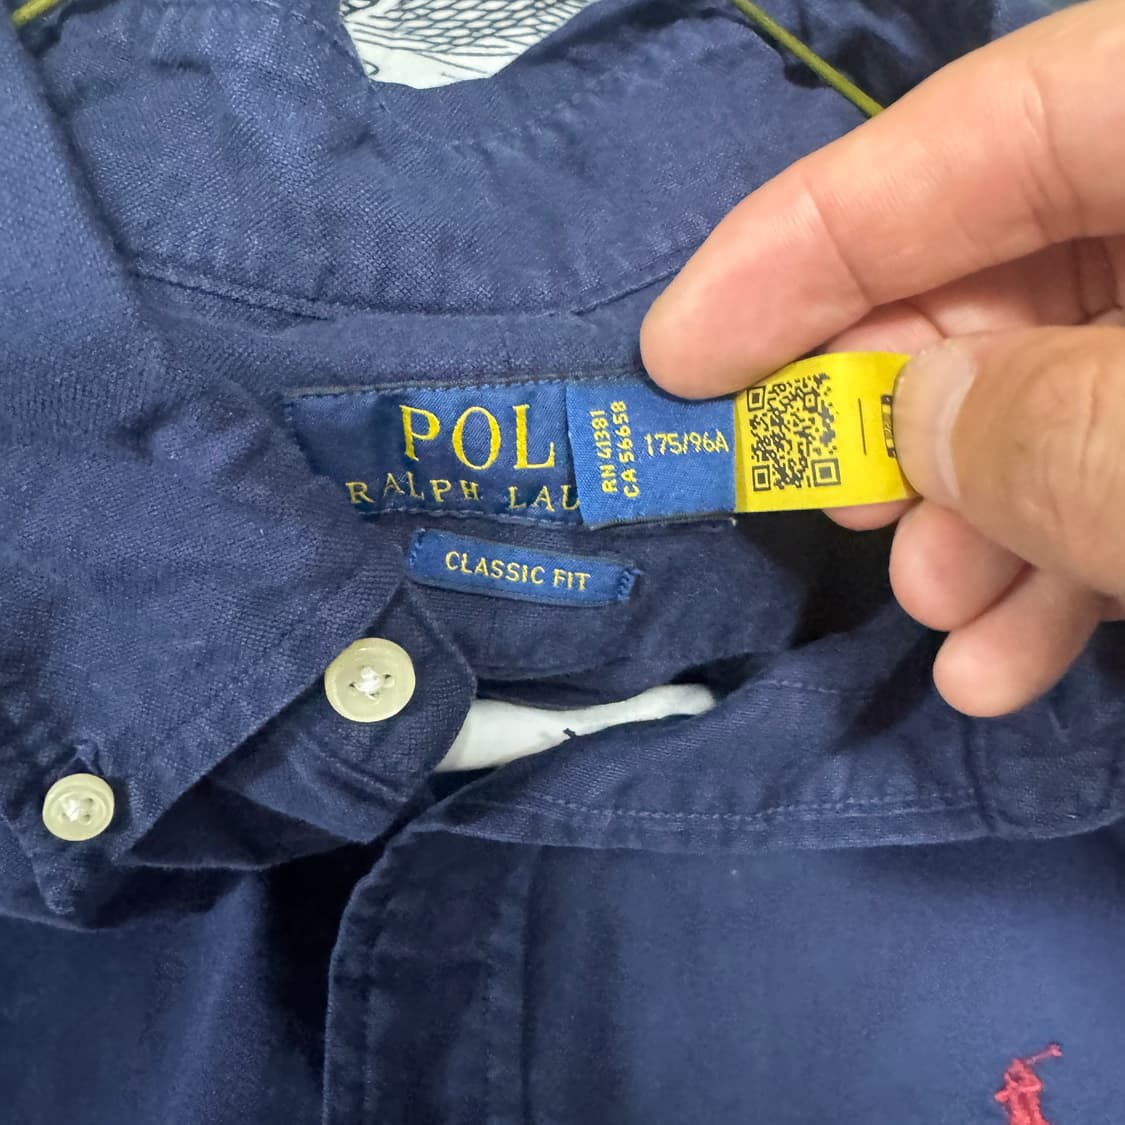 POL
RALPH LAU
RN 41381
CA 56658
175/96A
CLASSIC FIT